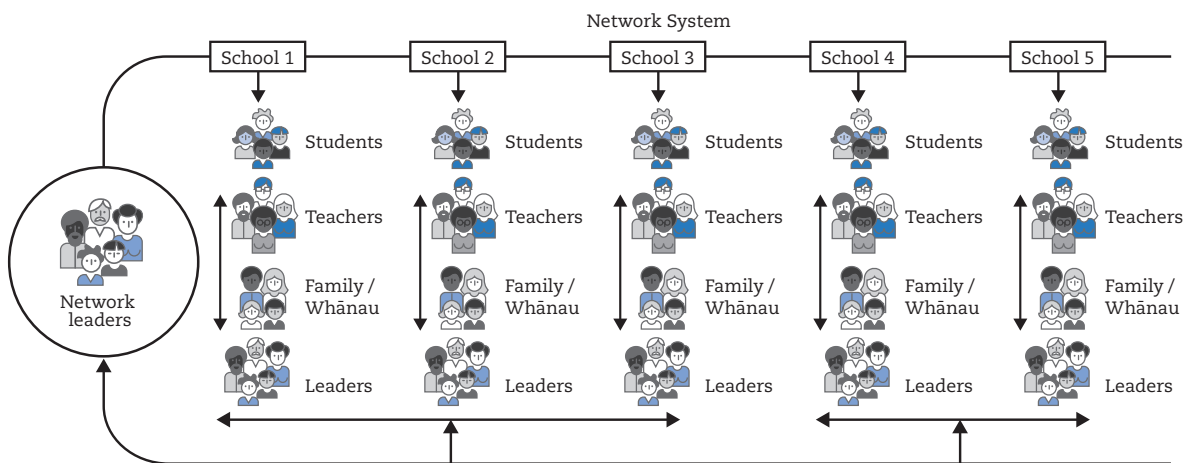 Network System
School 1
School 2
School 3
School 4
School 5
Students
Students
Students
Students
Students
Teachers
Teachers
Teachers
Teachers
Teachers
Network
leaders
Family /
Whānau
Family /
Whānau
Family /
Whānau
Family /
Whānau
Family /
Whānau
Leaders
Leaders
Leaders
Leaders
Leaders